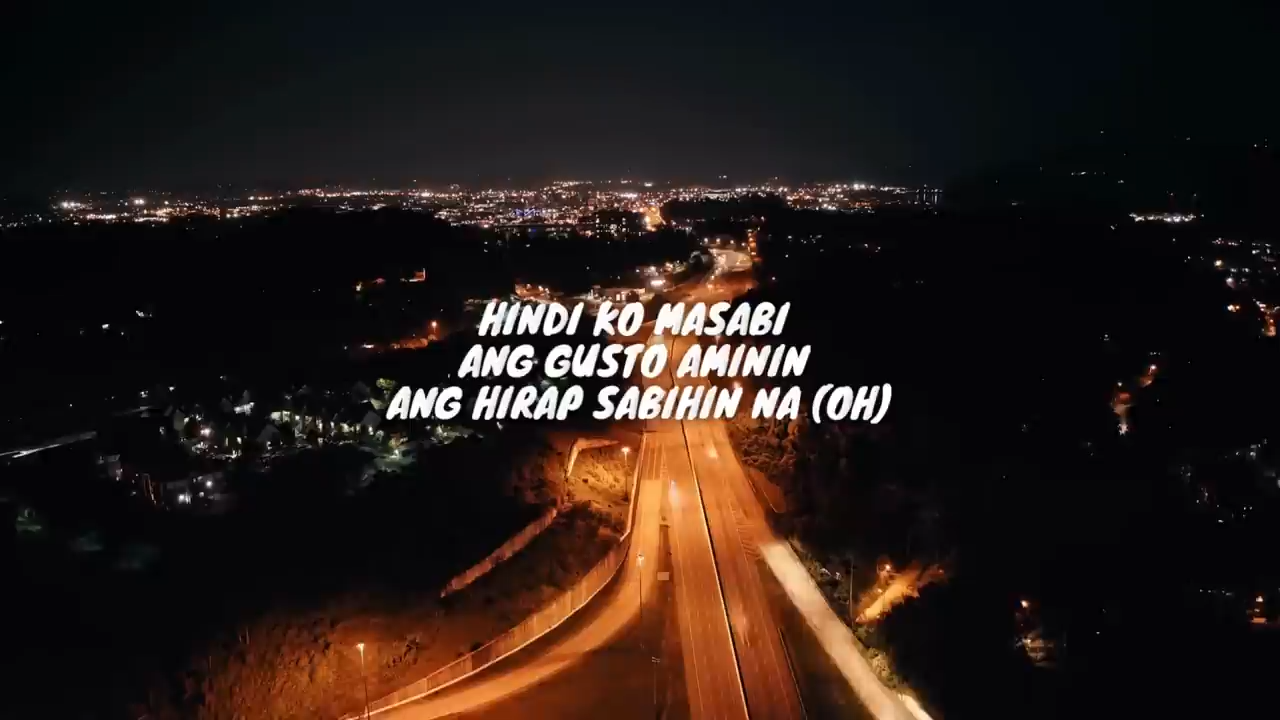 HINDI KO MASABI
ANG GUSTO AMININ
ANG HIRAP SABIHIN NA (OH)